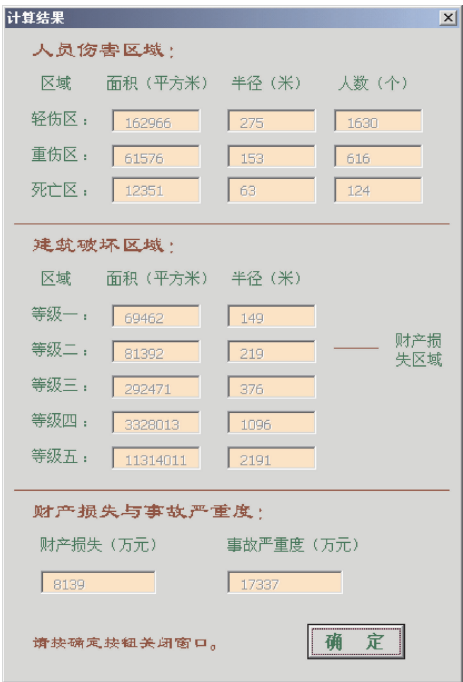 计算结果
人员伤害区域：
区域 面积（平方米） 半径（米） 人数（个）
轻伤区： 162966 275 1630
重伤区： 61576 153 616
死亡区： 12351 63 124
建筑破坏区域：
区域 面积（平方米） 半径（米）
等级一： 69462 149
等级二： 81392 219 财产损失区域
等级三： 292471 376
等级四： 3328013 1096
等级五： 11314011 2191
财产损失与事故严重度：
财产损失（万元） 事故严重度（万元）
8139 17337
请按确定按钮关闭窗口。 确 定